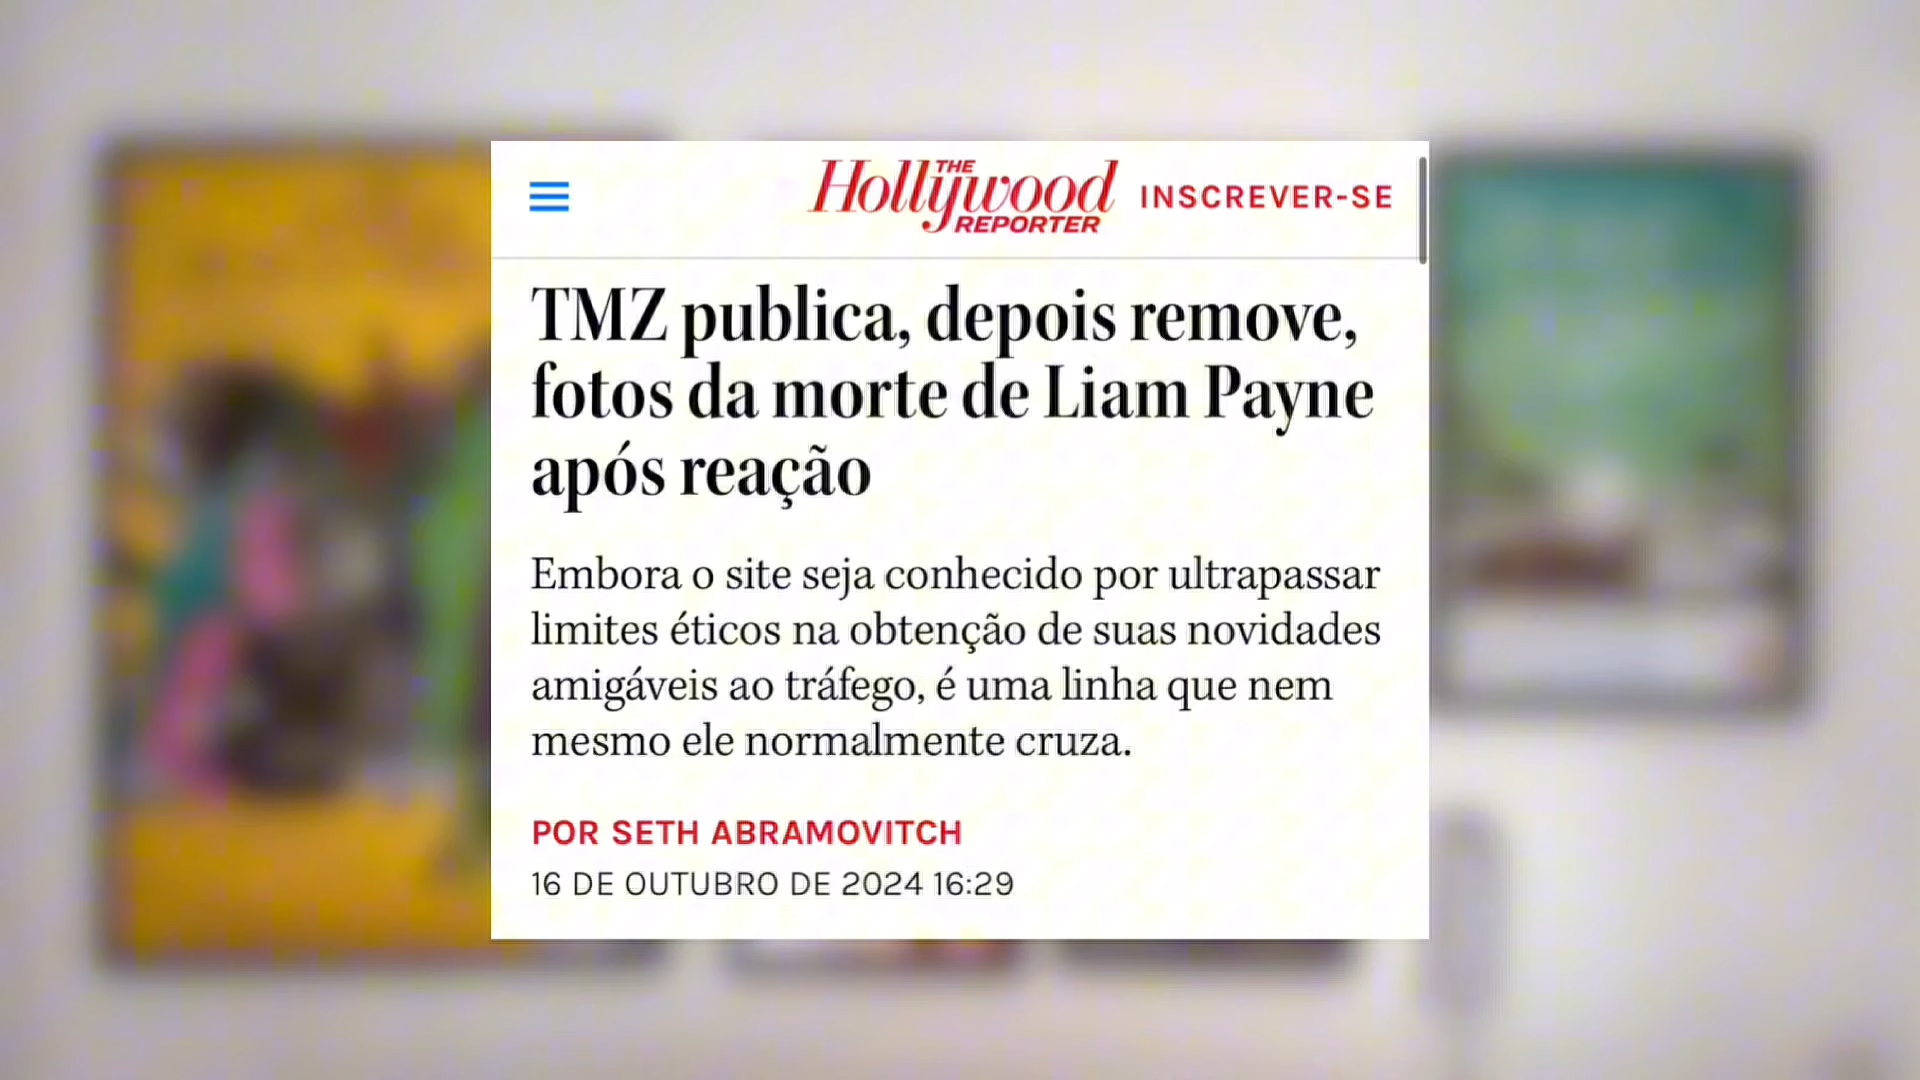 THE
Hollywood
REPORTER
INSCREVER-SE
TMZ publica, depois remove,
fotos da morte de Liam Payne
após reação
Embora o site seja conhecido por ultrapassar
limites éticos na obtenção de suas novidades
amigáveis ao tráfego, é uma linha que nem
mesmo ele normalmente cruza.
POR SETH ABRAMOVITCH
16 DE OUTUBRO DE 2024 16:29